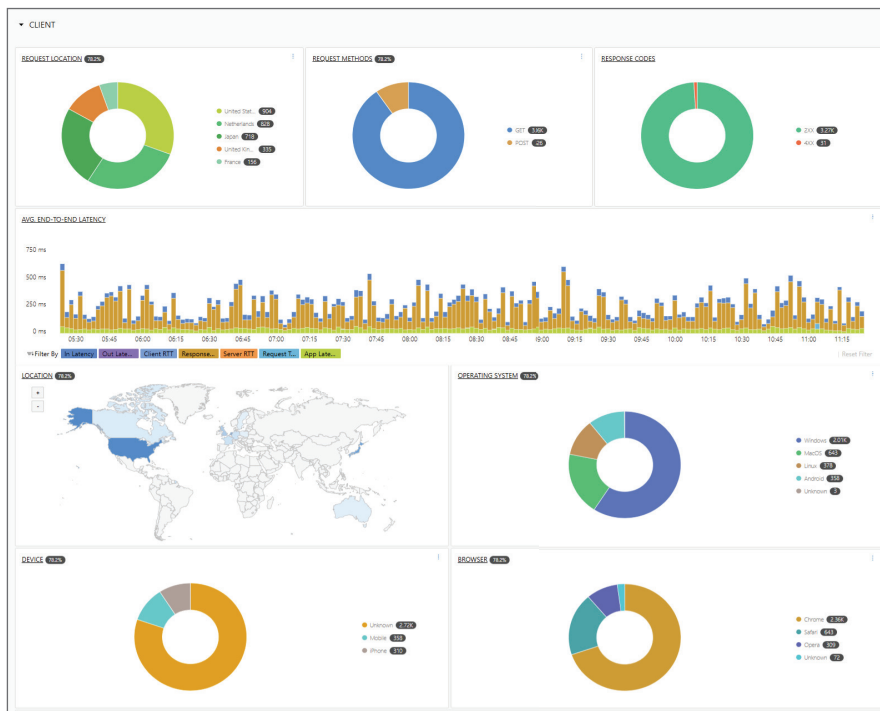 CLIENT
REQUEST LOCATION 78.2%
United Stat... 904
Netherlands 828
Japan 718
United Kin... 335
France 156
REQUEST METHODS 78.2%
GET
POST
RESPONSE CODES
2XX 3.27K
4XX 31
AVG. END-TO-END LATENCY
750 ms
500 ms
250 ms
0 ms
05:30 05:45 06:00 06:15 06:30 06:45 07:00 07:15 07:30 07:45 08:00 08:15 08:30 08:45 09:00 09:15 09:30 09:45 10:00 10:15 10:30 10:45 11:00 11:15
Filter By In Latency Out Late... Client RTT Response... Server RTT Request T... App Late...
Reset Filter
LOCATION 78.2%
+
-
OPERATING SYSTEM 78.2%
Windows 2.01K
MacOS 643
Linux 378
Android 358
Unknown 3
DEVICE 78.2%
Unknown 2.72K
Mobile 358
iPhone 310
BROWSER 78.2%
Chrome 2.36K
Safari 643
Opera 309
Unknown 72